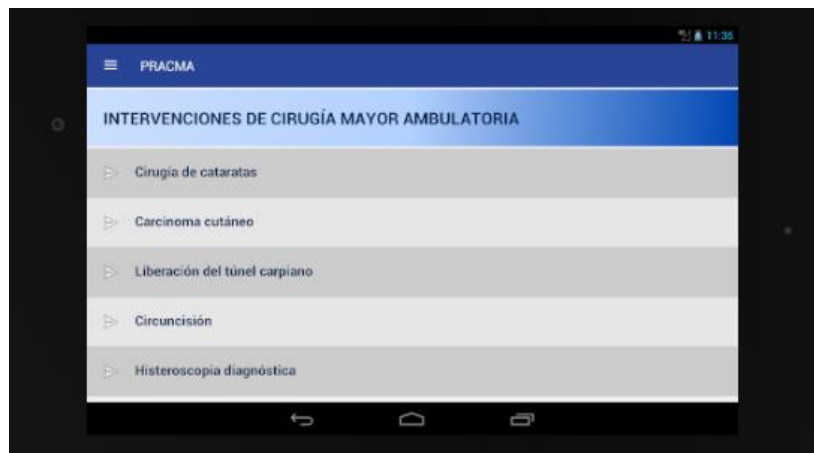 11:35
PRACMA
INTERVENCIONES DE CIRUGÍA MAYOR AMBULATORIA
Cirugía de cataratas
Carcinoma cutáneo
Liberación del túnel carpiano
Circuncisión
Histeroscopia diagnóstica